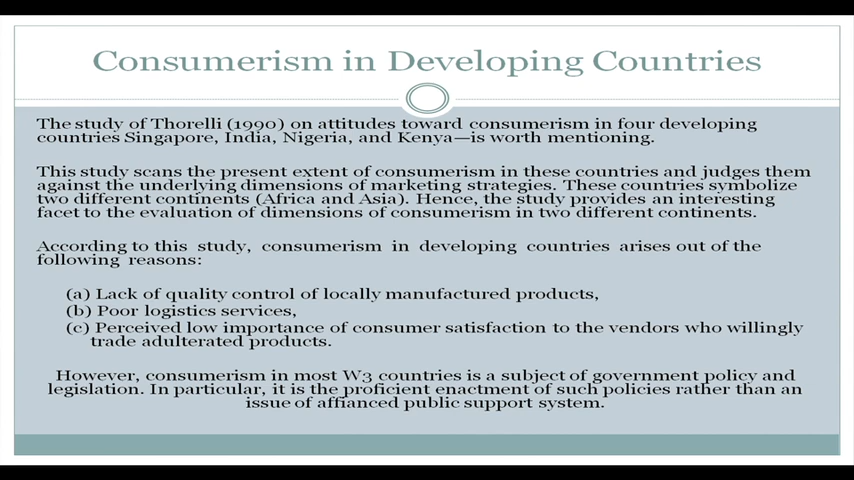 Consumerism in Developing Countries
The study of Thorelli (1990) on attitudes toward consumerism in four developing
countries Singapore, India, Nigeria, and Kenya—is worth mentioning.
This study scans the present extent of consumerism in these countries and judges them
against the underlying dimensions of marketing strategies. These countries symbolize
two different continents (Africa and Asia). Hence, the study provides an interesting
facet to the evaluation of dimensions of consumerism in two different continents.
According to this study, consumerism in developing countries arises out of the
following reasons:
(a) Lack of quality control of locally manufactured products,
(b) Poor logistics services,
(c) Perceived low importance of consumer satisfaction to the vendors who willingly
trade adulterated products.
However, consumerism in most W3 countries is a subject of government policy and
legislation. In particular, it is the proficient enactment of such policies rather than an
issue of affianced public support system.